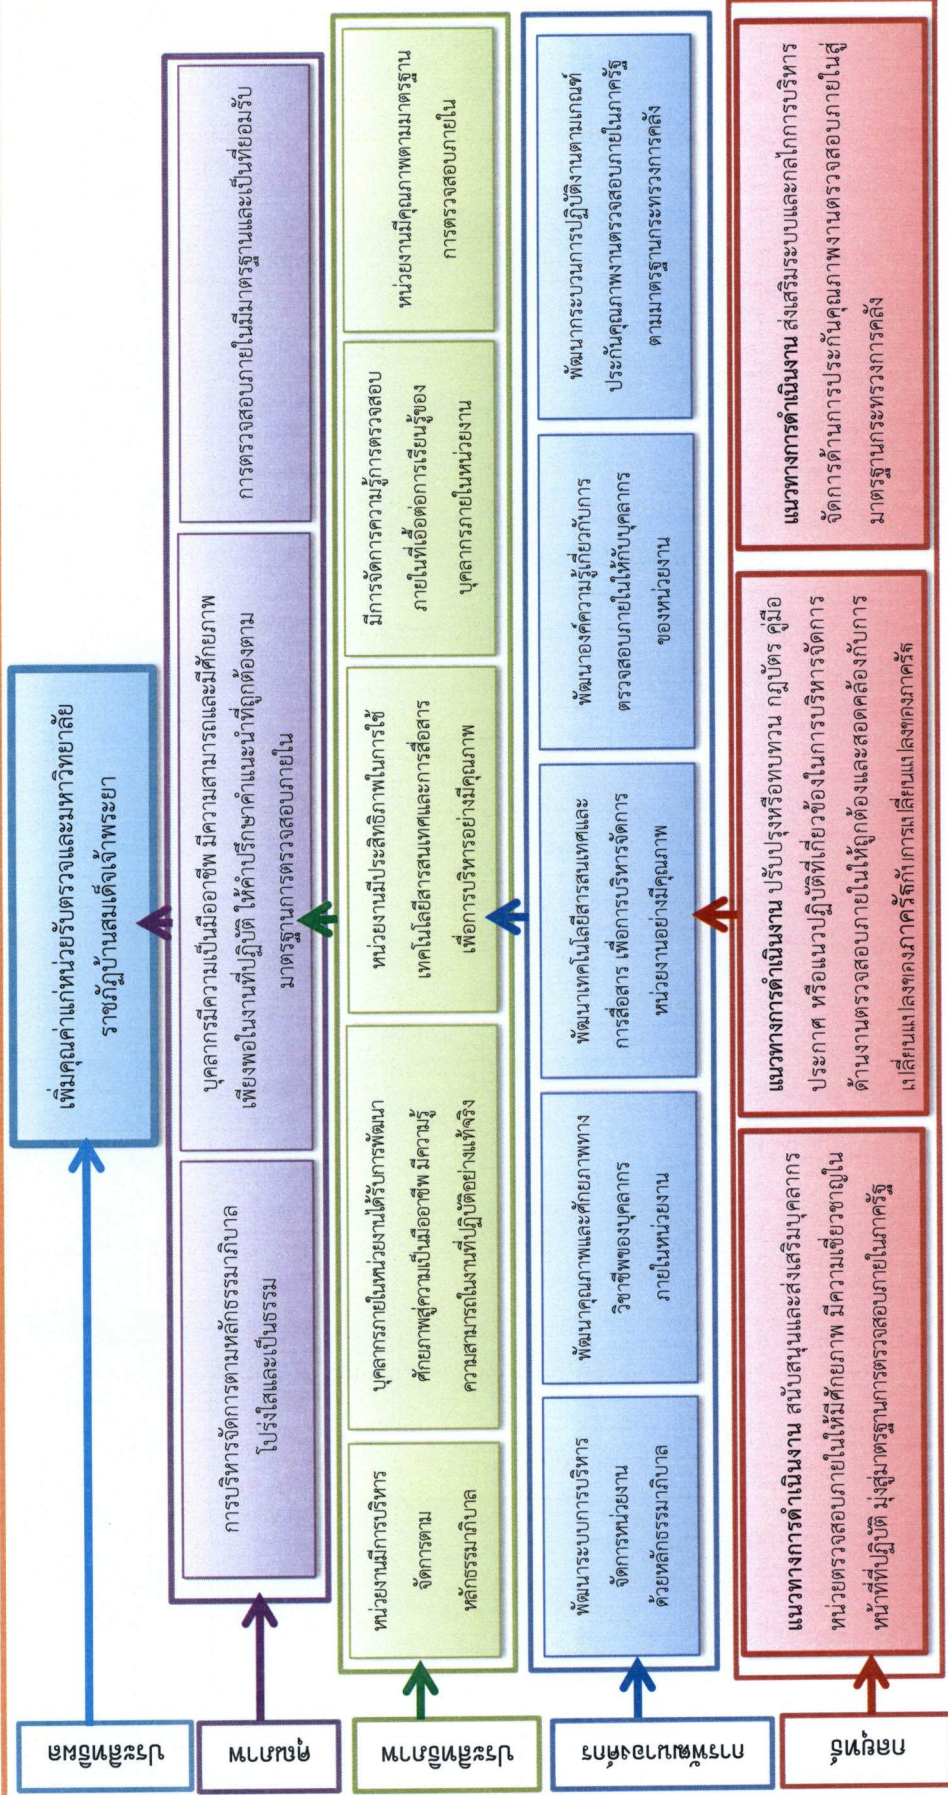 ประสิทธิผล
เพิ่มคุณค่าแก่หน่วยรับตรวจและมหาวิทยาลัย
ราชภัฏบ้านสมเด็จเจ้าพระยา
คุณภาพ
การบริหารจัดการตามหลักธรรมาภิบาล
โปร่งใสและเป็นธรรม
บุคลากรมีความเป็นมืออาชีพ มีความสามารถและมีศักยภาพ
เพียงพอในงานที่ปฏิบัติ ให้คำปรึกษาคำแนะนำที่ถูกต้องตาม
มาตรฐานการตรวจสอบภายใน
การตรวจสอบภายในมีมาตรฐานและเป็นที่ยอมรับ
ประสิทธิภาพ
หน่วยงานมีการบริหาร
จัดการตาม
หลักธรรมาภิบาล
บุคลากรภายในหน่วยงานได้รับการพัฒนา
ศักยภาพสู่ความเป็นมืออาชีพ มีความรู้
ความสามารถในงานที่ปฏิบัติอย่างแท้จริง
หน่วยงานมีประสิทธิภาพในการใช้
เทคโนโลยีสารสนเทศและการสื่อสาร
เพื่อการบริหารอย่างมีคุณภาพ
มีการจัดการความรู้การตรวจสอบ
ภายในที่เอื้อต่อการเรียนรู้ของ
บุคลากรภายในหน่วยงาน
หน่วยงานมีคุณภาพตามมาตรฐาน
การตรวจสอบภายใน
การพัฒนาองค์กร
พัฒนาระบบการบริหาร
จัดการหน่วยงาน
ด้วยหลักธรรมาภิบาล
พัฒนาคุณภาพและศักยภาพทาง
วิชาชีพของบุคลากร
ภายในหน่วยงาน
พัฒนาเทคโนโลยีสารสนเทศและ
การสื่อสาร เพื่อการบริหารจัดการ
หน่วยงานอย่างมีคุณภาพ
พัฒนาองค์ความรู้เกี่ยวกับการ
ตรวจสอบภายในให้กับบุคลากร
ของหน่วยงาน
พัฒนากระบวนการปฏิบัติงานตามเกณฑ์
ประกันคุณภาพงานตรวจสอบภายในภาครัฐ
ตามมาตรฐานกระทรวงการคลัง
กลยุทธ์
แนวทางการดำเนินงาน สนับสนุนและส่งเสริมบุคลากร
หน่วยตรวจสอบภายในให้มีศักยภาพ มีความเชี่ยวชาญใน
หน้าที่ที่ปฏิบัติ มุ่งสู่มาตรฐานการตรวจสอบภายในภาครัฐ
แนวทางการดำเนินงาน ปรับปรุงหรือทบทวน กฎบัตร คู่มือ
ประกาศ หรือแนวปฏิบัติที่เกี่ยวข้องในการบริหารจัดการ
ด้านงานตรวจสอบภายในให้ถูกต้องและสอดคล้องกับการ
เปลี่ยนแปลงของภาครัฐกับการเปลี่ยนแปลงของภาครัฐ
แนวทางการดำเนินงาน ส่งเสริมระบบและกลไกการบริหาร
จัดการด้านการประกันคุณภาพงานตรวจสอบภายในสู่
มาตรฐานกระทรวงการคลัง